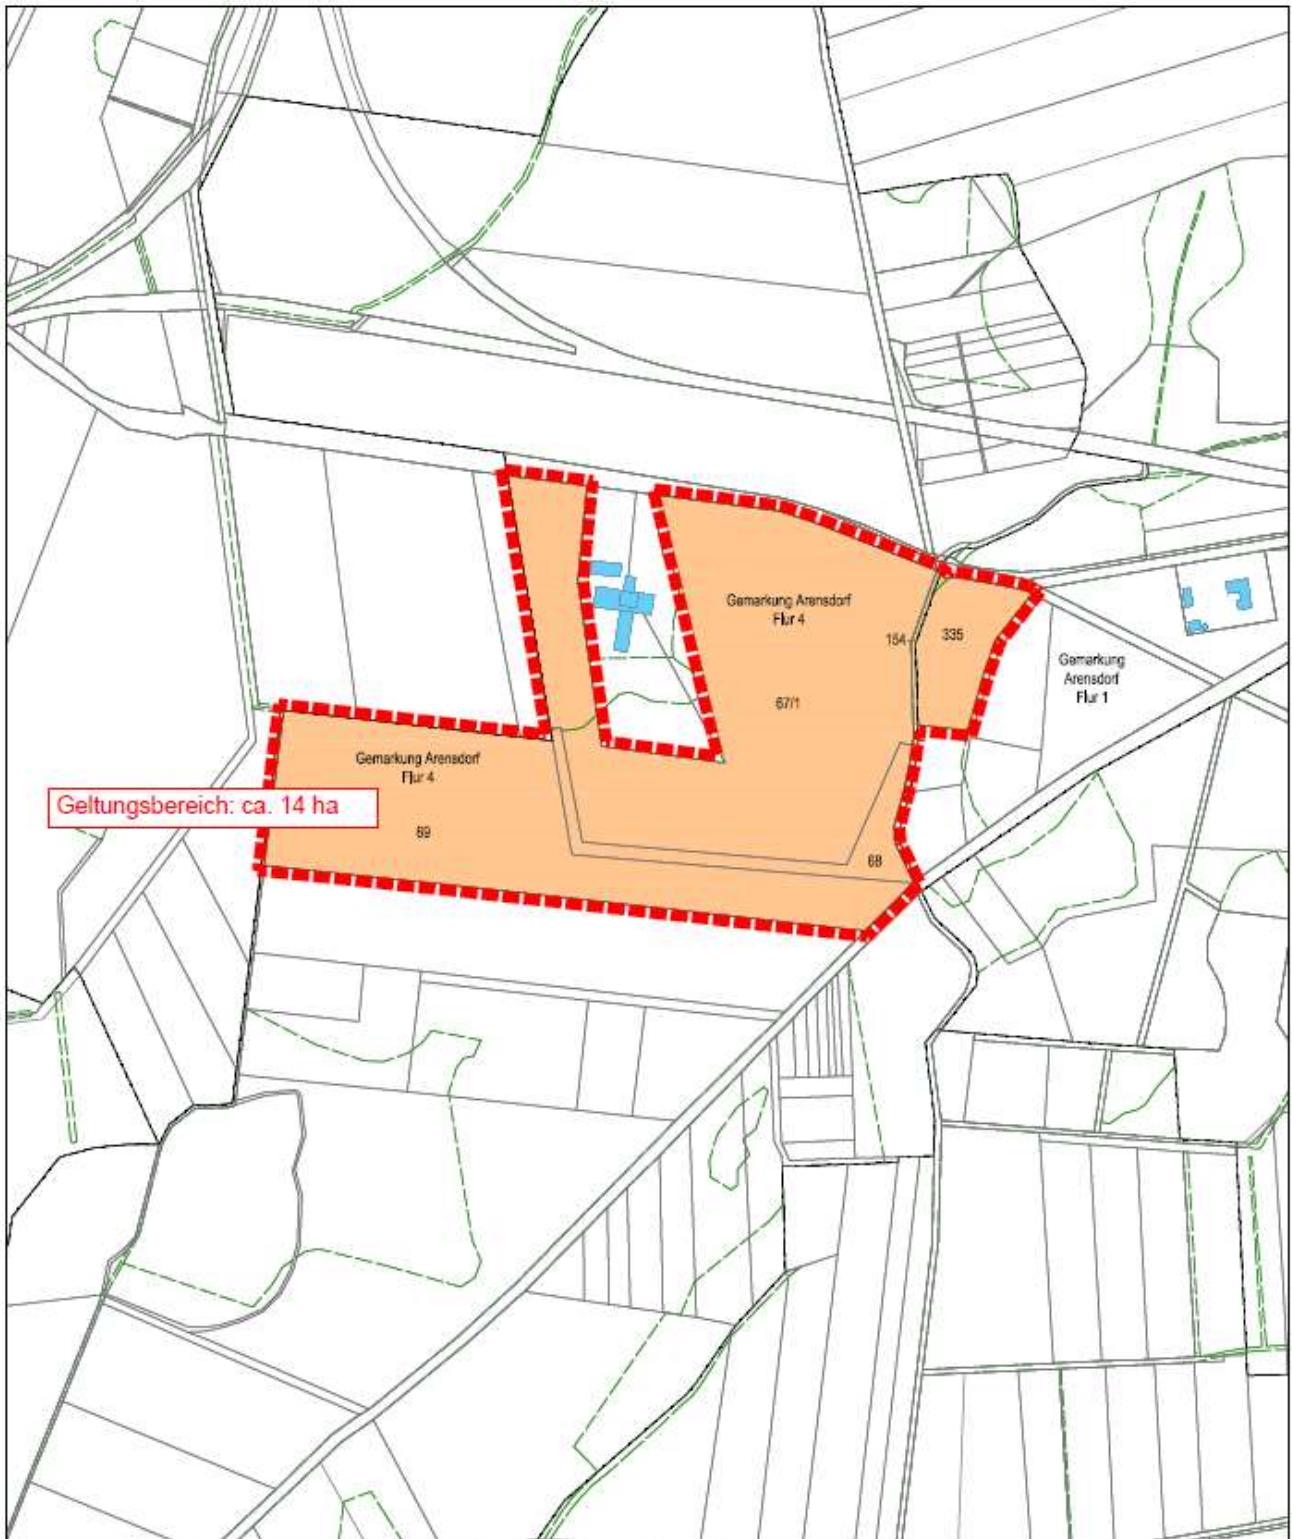 Gemarkung Arensdorf
Flur 4
154
335
Gemarkung
Arensdorf
Flur 1
67/1
Gemarkung Arensdorf
Flur 4
Geltungsbereich: ca. 14 ha
69
68